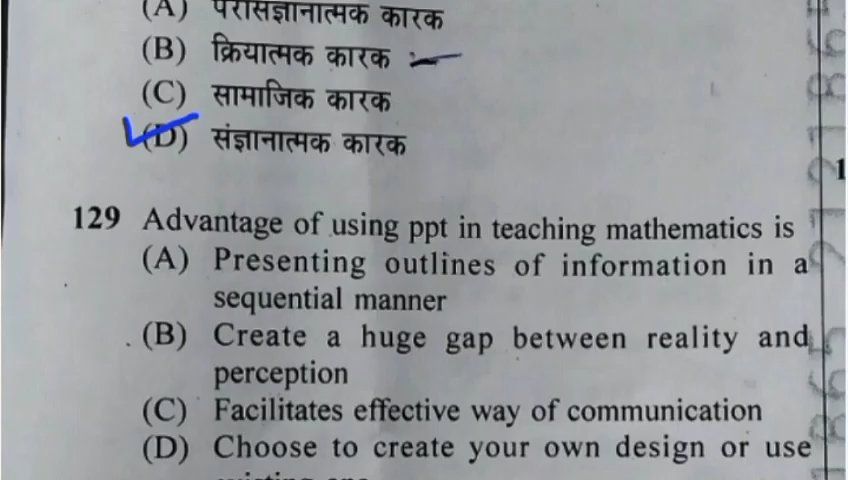 (A) परासंज्ञानात्मक कारक
(B) क्रियात्मक कारक
(C) सामाजिक कारक
(D) संज्ञानात्मक कारक
129 Advantage of using ppt in teaching mathematics is
(A) Presenting outlines of information in a
sequential manner
(B) Create a huge gap between reality and
perception
(C) Facilitates effective way of communication
(D) Choose to create your own design or use